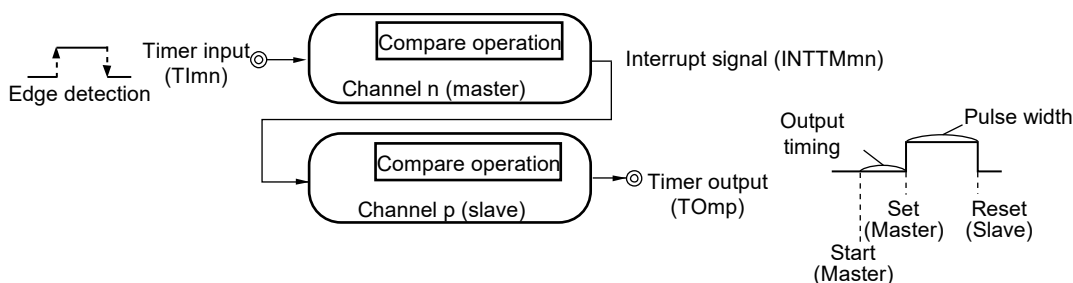 Timer input
(TImn)
Edge detection
Compare operation
Channel n (master)
Interrupt signal (INTTMmn)
Compare operation
Channel p (slave)
Timer output
(TOmp)
Output
timing
Pulse width
Set
(Master)
Reset
(Slave)
Start
(Master)